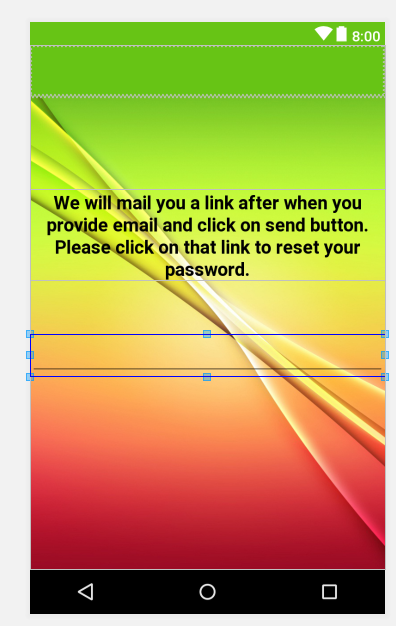 8:00
We will mail you a link after when you
provide email and click on send button.
Please click on that link to reset your
password.